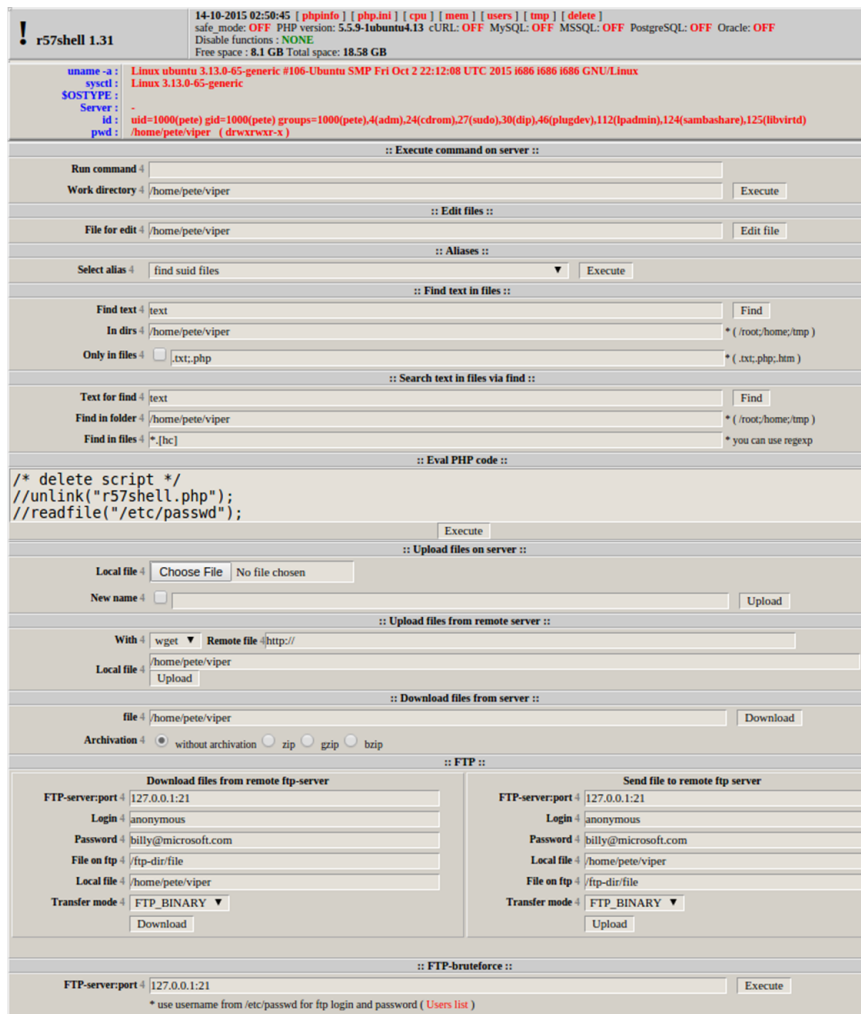 ! r57shell 1.31
14-10-2015 02:50:45 [ phpinfo ] [ php.ini ] [ cpu ] [ mem ] [ users ] [ tmp ] [ delete ]
safe_mode: OFF PHP version: 5.5.9-1ubuntu4.13 cURL: OFF MySQL: OFF MSSQL: OFF PostgreSQL: OFF Oracle: OFF
Disable functions : NONE
Free space : 8.1 GB Total space: 18.58 GB
uname -a : Linux ubuntu 3.13.0-65-generic #106-Ubuntu SMP Fri Oct 2 22:12:08 UTC 2015 i686 i686 i686 GNU/Linux
sysctl : Linux 3.13.0-65-generic
$OSTYPE :
Server : -
id : uid=1000(pete) gid=1000(pete) groups=1000(pete),4(adm),24(cdrom),27(sudo),30(dip),46(plugdev),112(lpadmin),124(sambashare),125(libvirtd)
pwd : /home/pete/viper ( drwxrwxr-x )
:: Execute command on server ::
Run command 4
Work directory 4 /home/pete/viper Execute
:: Edit files ::
File for edit 4 /home/pete/viper Edit file
:: Aliases ::
Select alias 4 find suid files ▼ Execute
:: Find text in files ::
Find text 4 text Find
In dirs 4 /home/pete/viper * ( /root;/home;/tmp )
Only in files 4 .txt;.php * ( .txt;.php;.htm )
:: Search text in files via find ::
Text for find 4 text Find
Find in folder 4 /home/pete/viper * ( /root;/home;/tmp )
Find in files 4 *.[hc] * you can use regexp
:: Eval PHP code ::
/* delete script */
//unlink("r57shell.php");
//readfile("/etc/passwd");
Execute
:: Upload files on server ::
Local file 4 Choose File No file chosen
New name 4 Upload
:: Upload files from remote server ::
With 4 wget ▼ Remote file 4 http://
Local file 4 /home/pete/viper
Upload
:: Download files from server ::
file 4 /home/pete/viper Download
Archivation 4 without archivation zip gzip bzip
:: FTP ::
Download files from remote ftp-server
FTP-server:port 4 127.0.0.1:21
Login 4 anonymous
Password 4 billy@microsoft.com
File on ftp 4 /ftp-dir/file
Local file 4 /home/pete/viper
Transfer mode 4 FTP_BINARY ▼
Download
Send file to remote ftp server
FTP-server:port 4 127.0.0.1:21
Login 4 anonymous
Password 4 billy@microsoft.com
Local file 4 /home/pete/viper
File on ftp 4 /ftp-dir/file
Transfer mode 4 FTP_BINARY ▼
Upload
:: FTP-bruteforce ::
FTP-server:port 4 127.0.0.1:21 Execute
* use username from /etc/passwd for ftp login and password ( Users list )